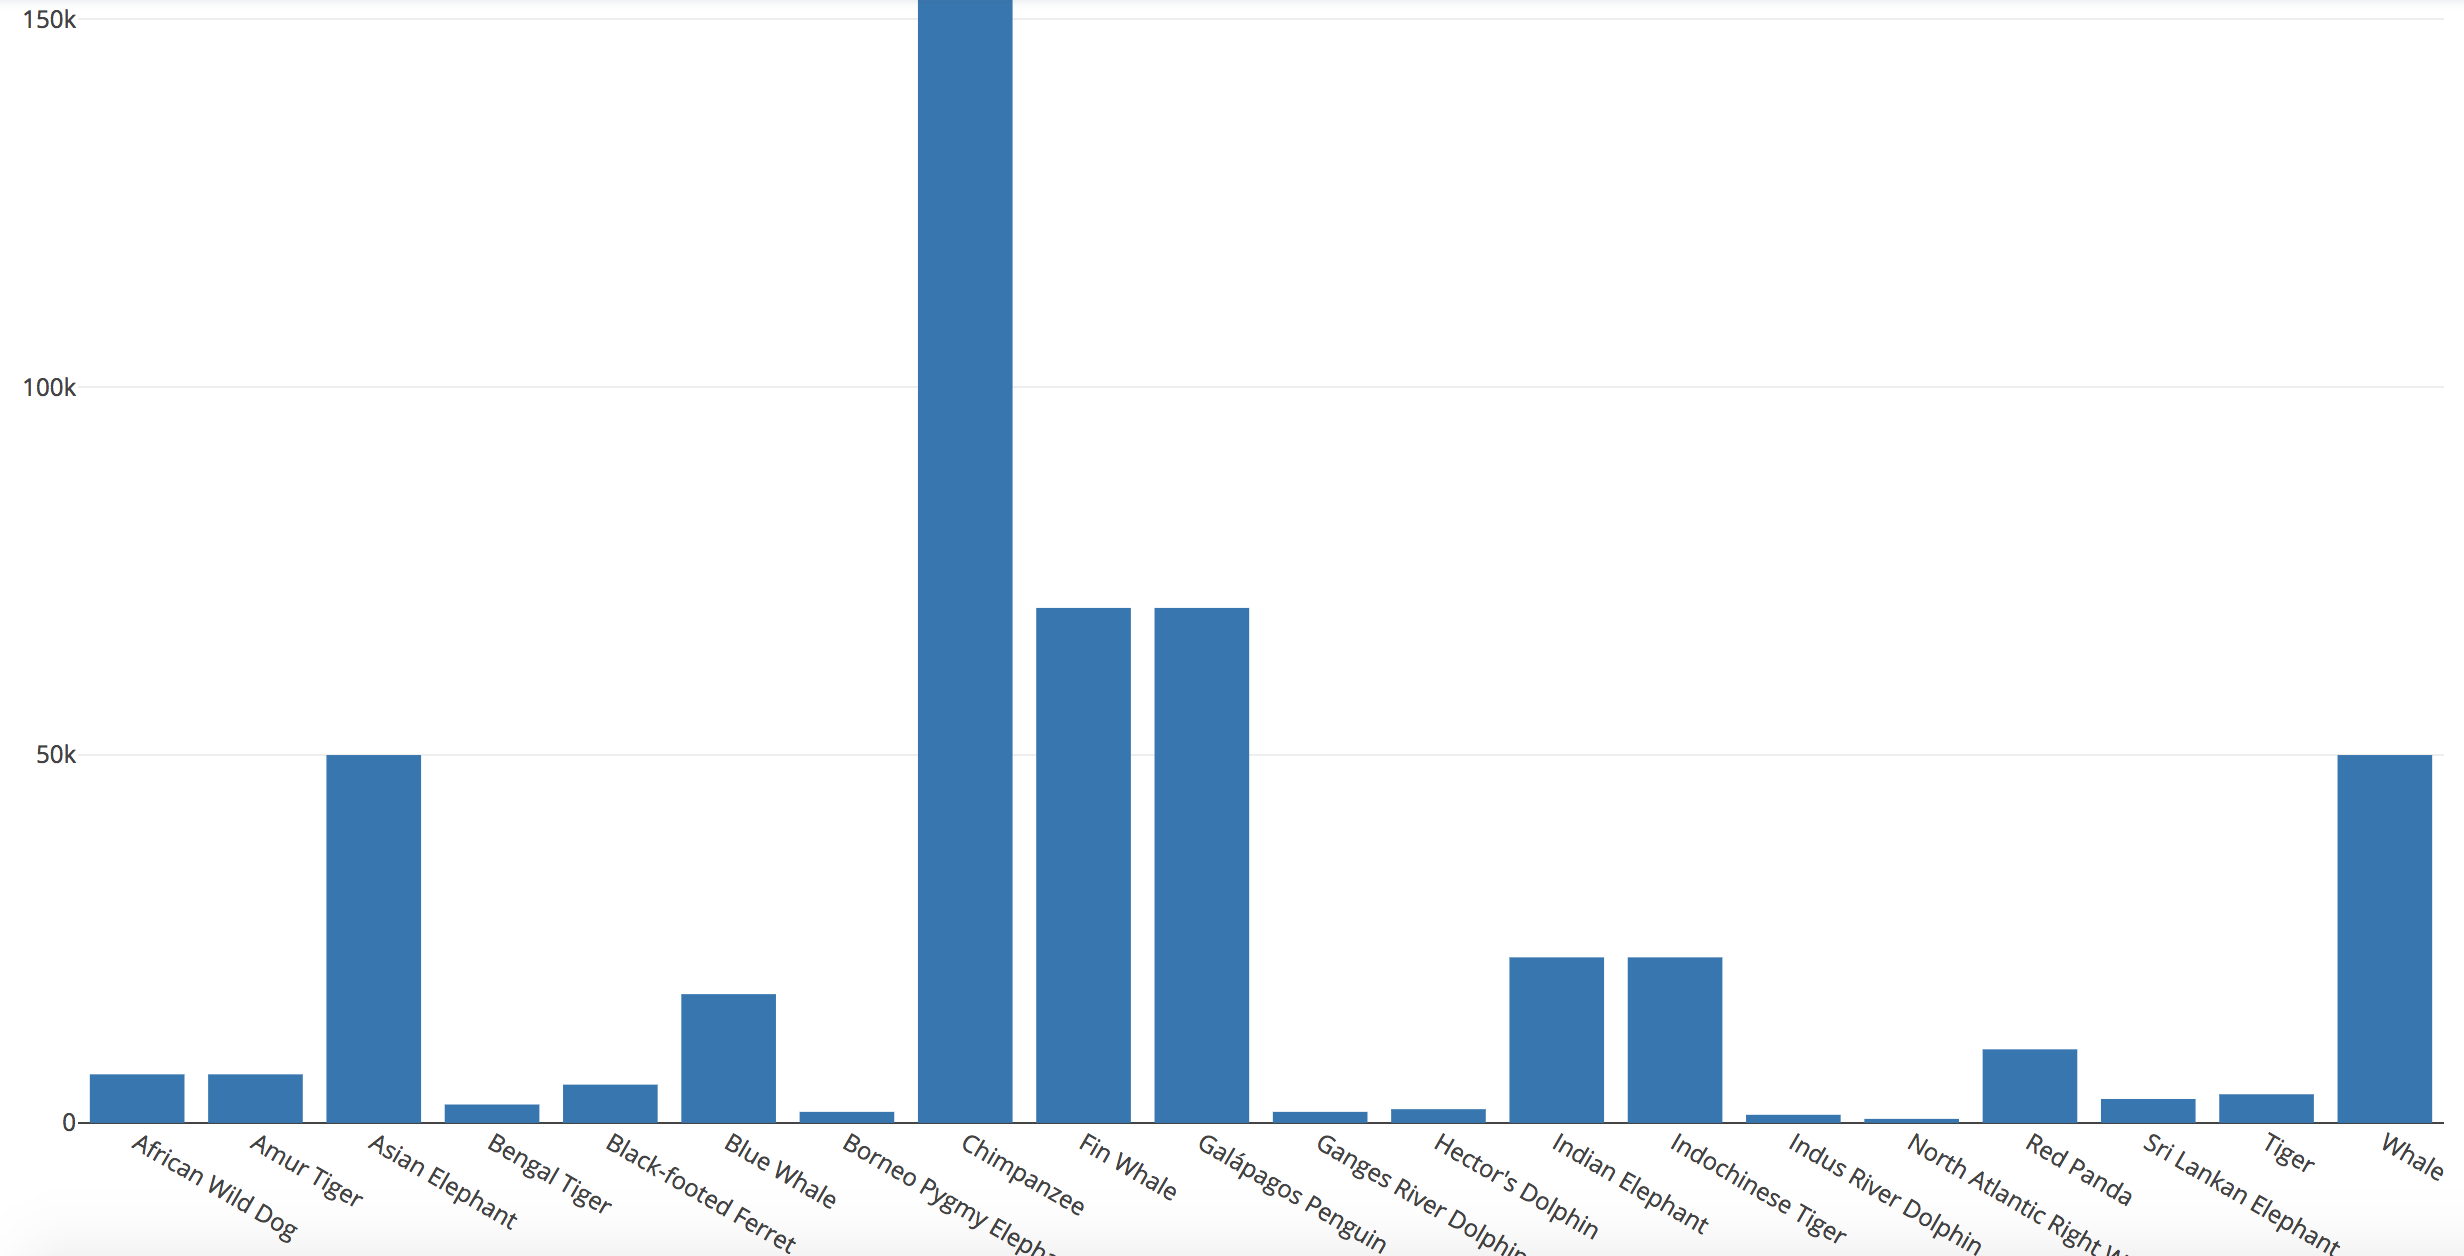 150k
100k
50k
0
African Wild Dog
Amur Tiger
Asian Elephant
Bengal Tiger
Black-footed Ferret
Blue Whale
Borneo Pygmy
Chimpanzee
Fin Whale
Galápagos Penguin
Ganges River Dolphin
Hector's Dolphin
Indian Elephant
Indochinese Tiger
Indus River Dolphin
North Atlantic Right
Red Panda
Sri Lankan Elephant
Tiger
Whale